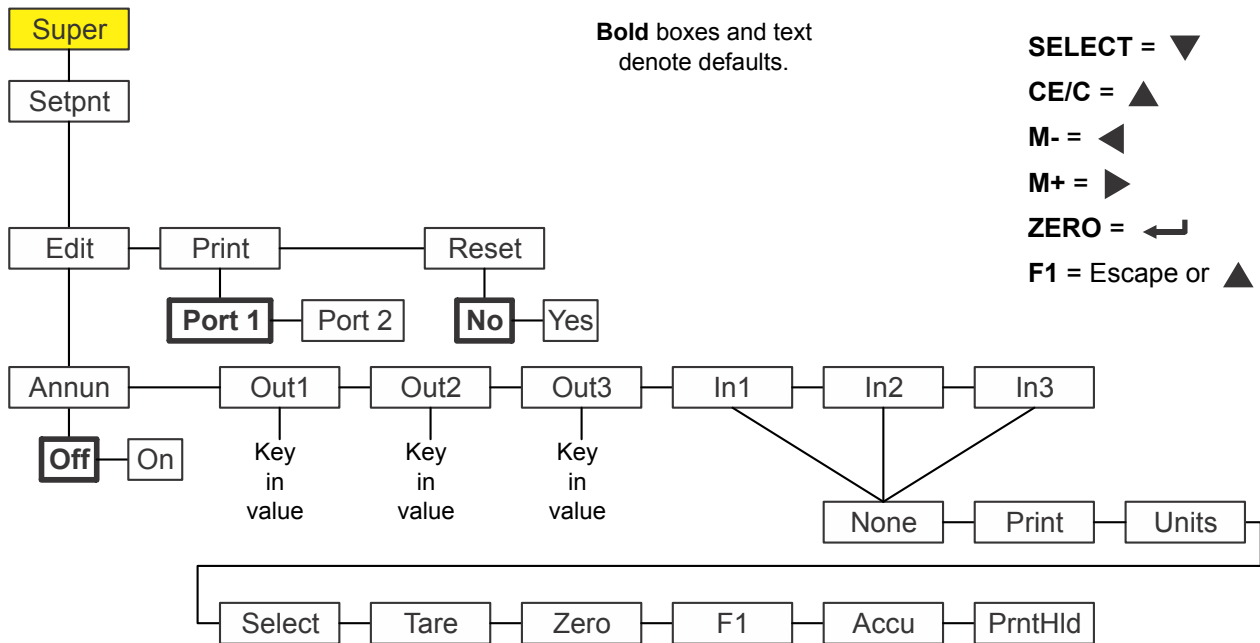 Super
Bold boxes and text
denote defaults.
SELECT = ▼
CE/C = ▲
M- = ◀
M+ = ▶
ZERO = ↵
F1 = Escape or ▲
Setpnt
Edit
Print
Reset
Port 1
Port 2
No
Yes
Annun
Out1
Out2
Out3
In1
In2
In3
Off
On
Key
in
value
Key
in
value
Key
in
value
None
Print
Units
Select
Tare
Zero
F1
Accu
PrntHld